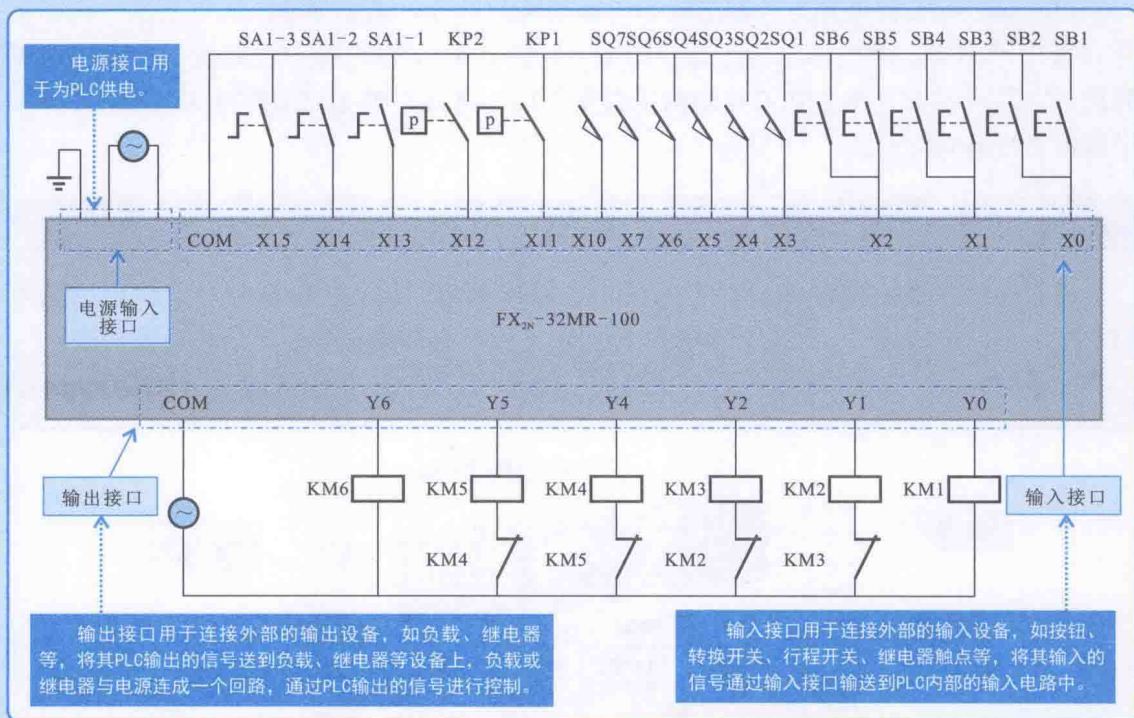 SA1-3 SA1-2 SA1-1 KP2 KP1 SQ7 SQ6 SQ4 SQ3 SQ2 SQ1 SB6 SB5 SB4 SB3 SB2 SB1
电源接口用
于为PLC供电。
p p
COM X15 X14 X13 X12 X11 X10 X7 X6 X5 X4 X3 X2 X1 X0
电源输入
接口
FX2N-32MR-100
COM Y6 Y5 Y4 Y2 Y1 Y0
输出接口
KM6 KM5 KM4 KM3 KM2 KM1
输入接口
KM4 KM5 KM2 KM3
输出接口用于连接外部的输出设备，如负载、继电器
等，将其PLC输出的信号送到负载、继电器等设备上，负载或
继电器与电源连成一个回路，通过PLC输出的信号进行控制。
输入接口用于连接外部的输入设备，如按钮、
转换开关、行程开关、继电器触点等，将其输入的
信号通过输入接口输送到PLC内部的输入电路中。